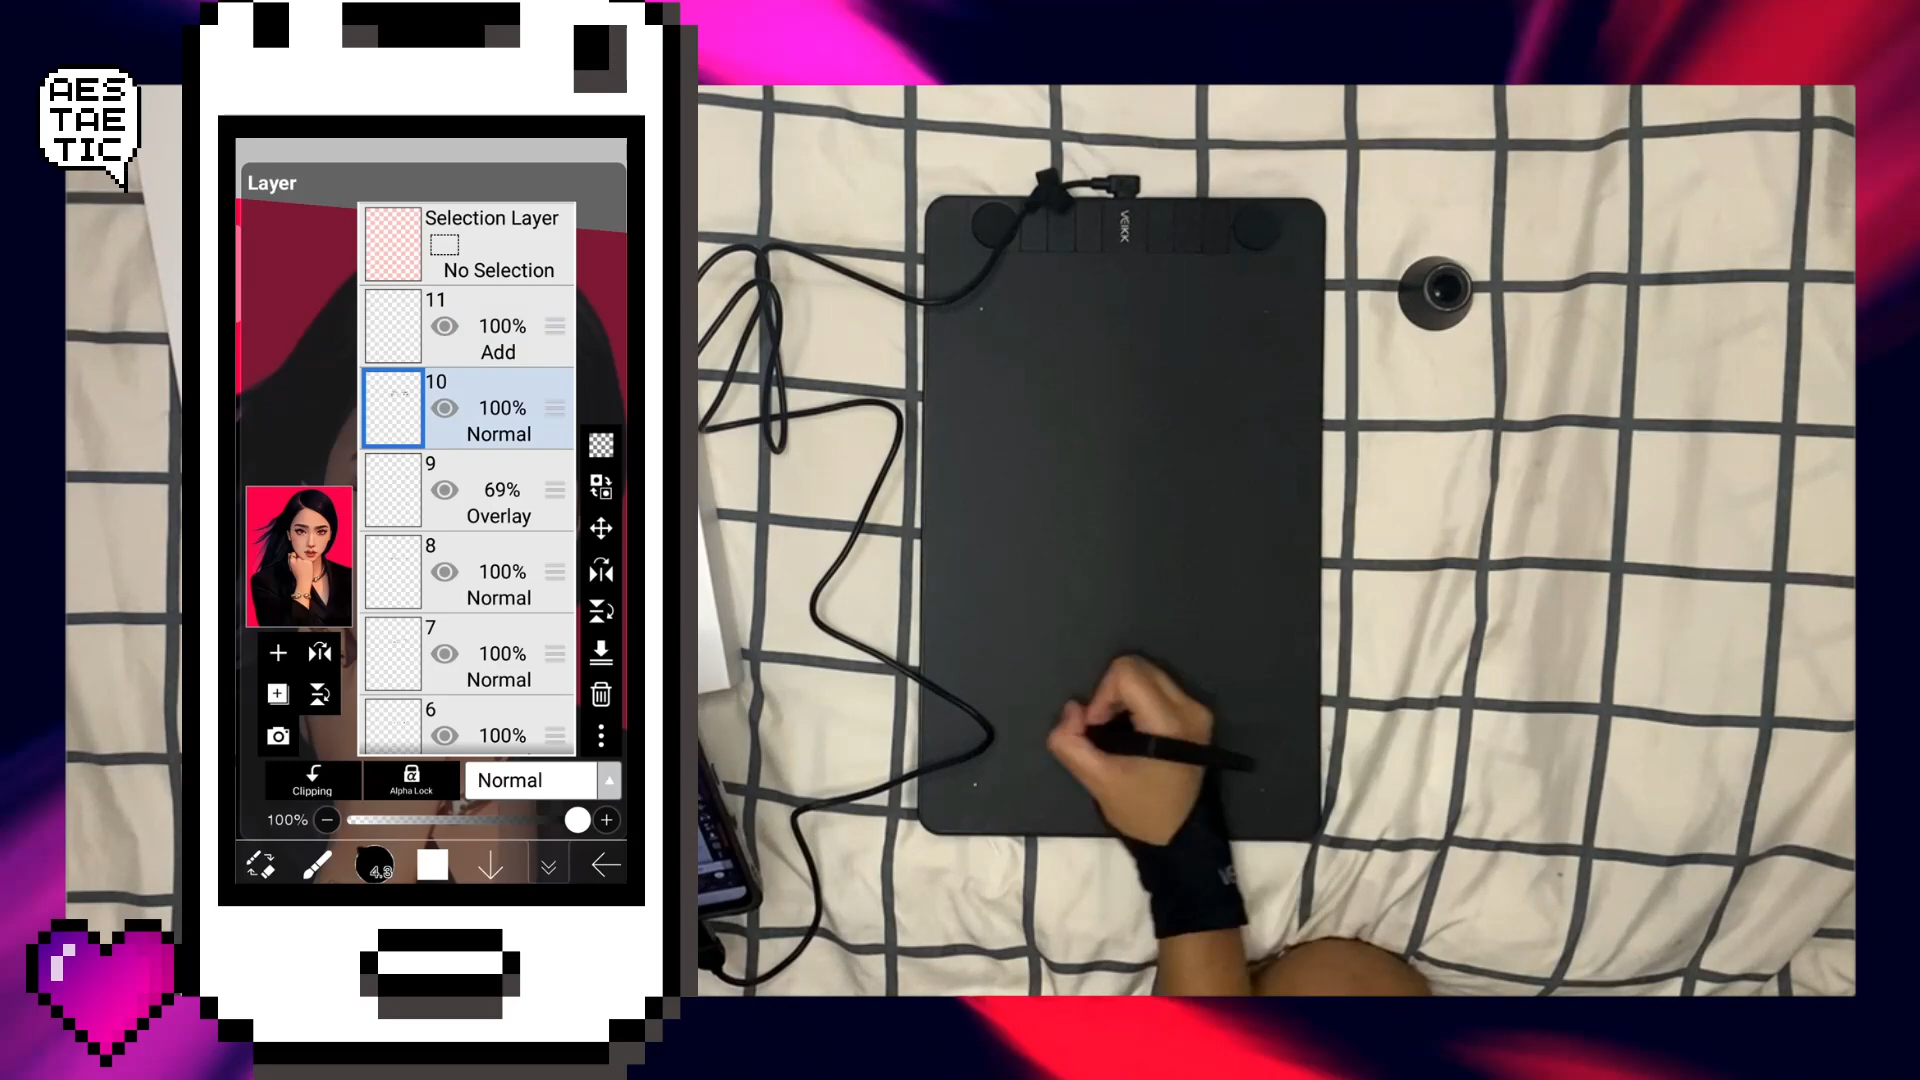 AES
TAE
TIC
Layer
Selection Layer
No Selection
11
100%
Add
10
100%
Normal
9
69%
Overlay
8
100%
Normal
7
100%
Normal
6
100%
Clipping
Alpha Lock
Normal
100%
4.3
VEIKK